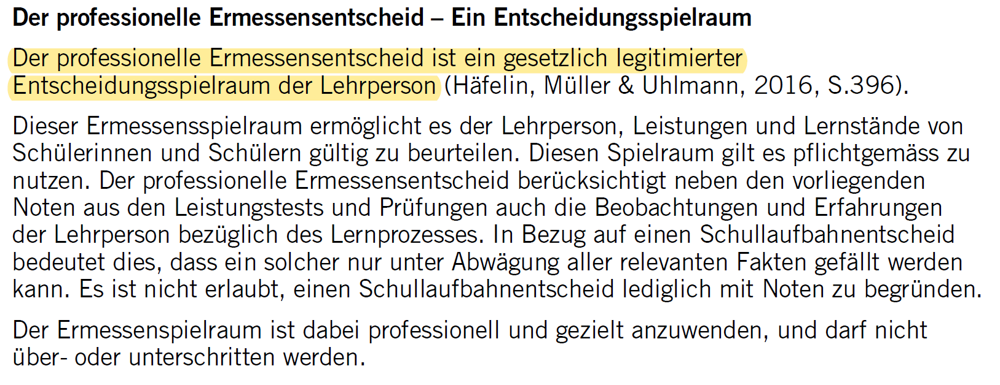 Der professionelle Ermessensentscheid – Ein Entscheidungsspielraum
Der professionelle Ermessensentscheid ist ein gesetzlich legitimierter
Entscheidungsspielraum der Lehrperson (Häfelin, Müller & Uhlmann, 2016, S.396).
Dieser Ermessensspielraum ermöglicht es der Lehrperson, Leistungen und Lernstände von
Schülerinnen und Schülern gültig zu beurteilen. Diesen Spielraum gilt es pflichtgemäss zu
nutzen. Der professionelle Ermessensentscheid berücksichtigt neben den vorliegenden
Noten aus den Leistungstests und Prüfungen auch die Beobachtungen und Erfahrungen
der Lehrperson bezüglich des Lernprozesses. In Bezug auf einen Schullaufbahnentscheid
bedeutet dies, dass ein solcher nur unter Abwägung aller relevanten Fakten gefällt werden
kann. Es ist nicht erlaubt, einen Schullaufbahnentscheid lediglich mit Noten zu begründen.
Der Ermessenspielraum ist dabei professionell und gezielt anzuwenden, und darf nicht
über- oder unterschritten werden.